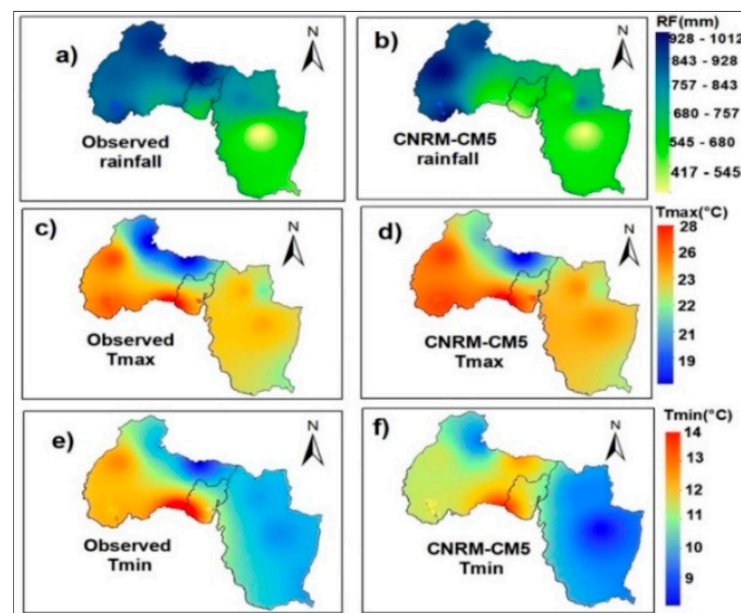 a)
N
Observed
rainfall
b)
N
CNRM-CM5
rainfall
RF(mm)
928 - 1012
843 - 928
757 - 843
680 - 757
545 - 680
417 - 545
c)
N
Observed
Tmax
d)
N
CNRM-CM5
Tmax
Tmax(°C)
28
26
24
23
22
21
19
e)
N
Observed
Tmin
f)
N
CNRM-CM5
Tmin
Tmin(°C)
14
13
12
11
10
9